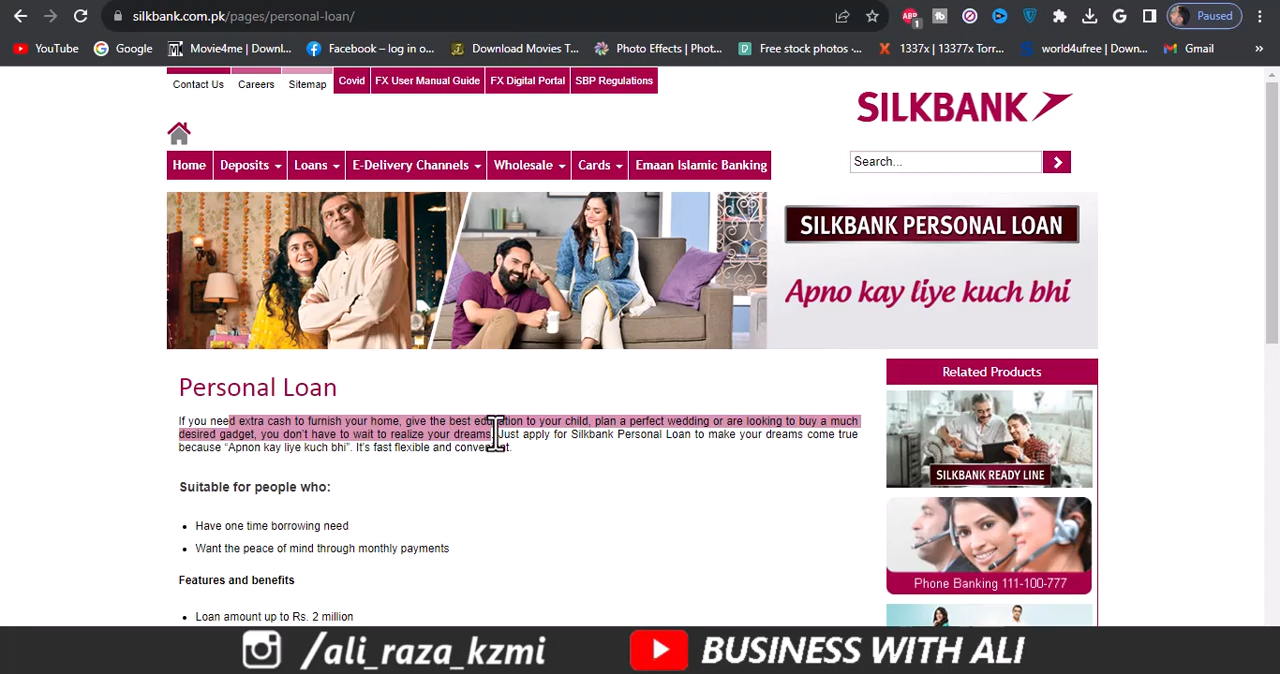 silkbank.com.pk/pages/personal-loan/
ABP
1
Paused
YouTube
Google
Movie4me | Downl...
Facebook – log in o...
Download Movies T...
Photo Effects | Phot...
Free stock photos -...
1337x | 13377x Torr...
world4ufree | Down...
Gmail
»
Contact Us
Careers
Sitemap
Covid
FX User Manual Guide
FX Digital Portal
SBP Regulations
SILKBANK
Home
Deposits
Loans
E-Delivery Channels
Wholesale
Cards
Emaan Islamic Banking
Search...
SILKBANK PERSONAL LOAN
Apno kay liye kuch bhi
Personal Loan
If you need extra cash to furnish your home, give the best education to your child, plan a perfect wedding or are looking to buy a much
desired gadget, you don't have to wait to realize your dreams. Just apply for Silkbank Personal Loan to make your dreams come true
because “Apnon kay liye kuch bhi”. It's fast flexible and convenient.
Suitable for people who:
• Have one time borrowing need
• Want the peace of mind through monthly payments
Features and benefits
• Loan amount up to Rs. 2 million
Related Products
SILKBANK READY LINE
Phone Banking 111-100-777
/ali_raza_kzmi
BUSINESS WITH ALI